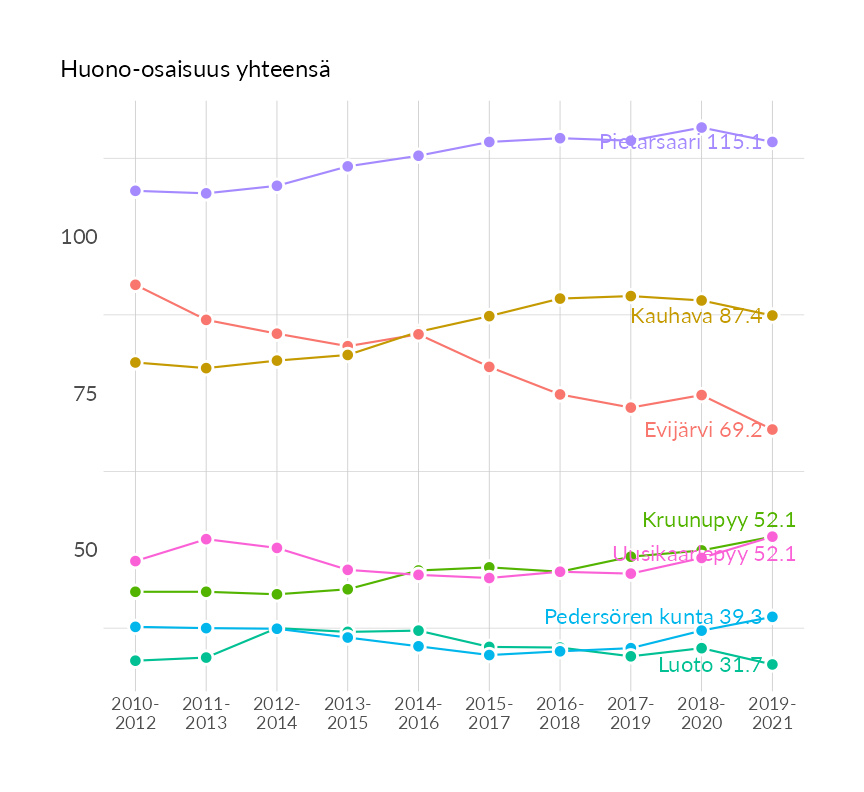 Huono-osaisuus yhteensä
Pietarsaari 115.1
100
Kauhava 87.4
75
Evijärvi 69.2
Kruunupyy 52.1
50
Uusikaarlepyy 52.1
Pedersören kunta 39.3
Luoto 31.7
2010- 2011- 2012- 2013- 2014- 2015- 2016- 2017- 2018- 2019-
2012 2013 2014 2015 2016 2017 2018 2019 2020 2021